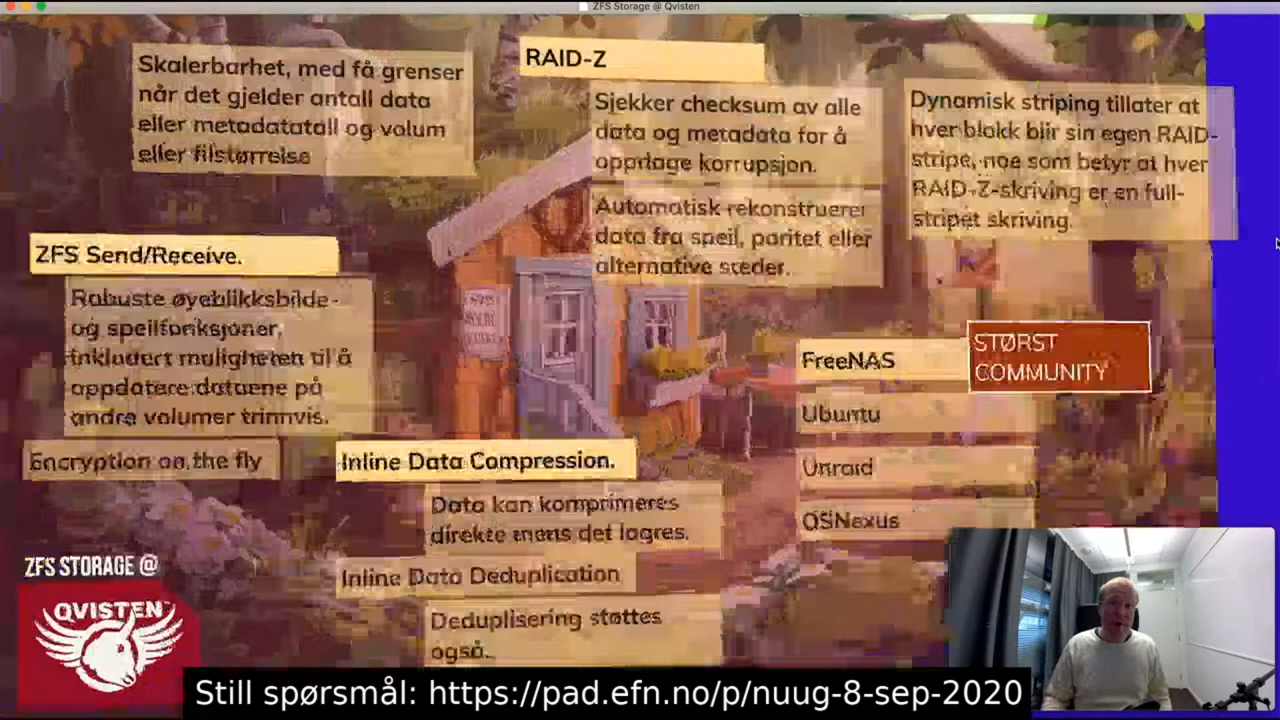 ZFS Storage @ Qvisten
Skalerbarhet, med få grenser
når det gjelder antall data
eller metadatatall og volum
eller filstørrelse
RAID-Z
Sjekker checksum av alle
data og metadata for å
oppdage korrupsjon.
Automatisk rekonstruerer
data fra speil, paritet eller
alternative steder.
Dynamisk striping tillater at
hver blokk blir sin egen RAID-
stripe, noe som betyr at hver
RAID-Z-skriving er en full-
stripet skriving.
ZFS Send/Receive.
Robuste øyeblikksbilde-
og speilfunksjoner,
inkludert muligheten til å
oppdatere dataene på
andre volumer trinnvis.
Encryption on the fly
Inline Data Compression.
Data kan komprimeres
direkte mens det lagres.
Inline Data Deduplication
Deduplisering støttes
også.
FreeNAS
STØRST
COMMUNITY
Ubuntu
Unraid
OSNexus
ZFS STORAGE @
QVISTEN
Still spørsmål: https://pad.efn.no/p/nuug-8-sep-2020